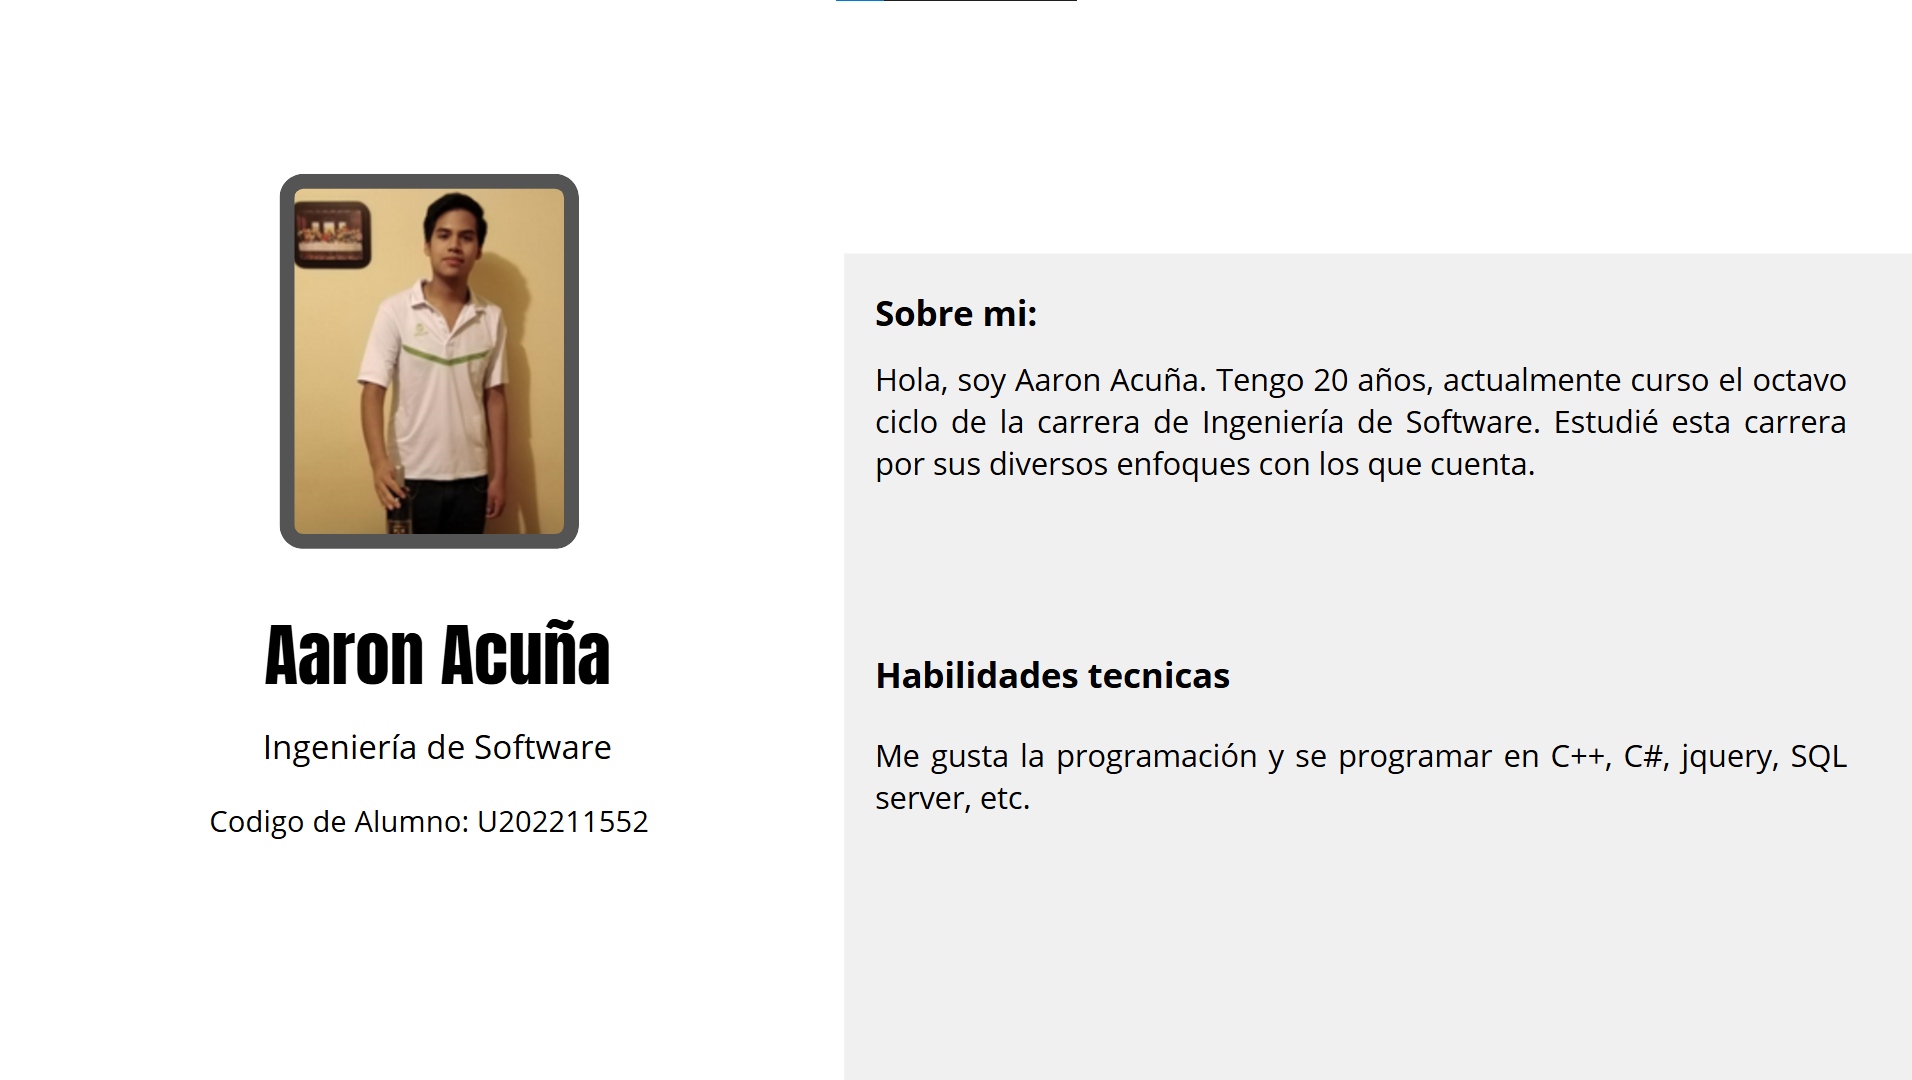 Aaron Acuña
Ingeniería de Software
Codigo de Alumno: U202211552
Sobre mi:
Hola, soy Aaron Acuña. Tengo 20 años, actualmente curso el octavo
ciclo de la carrera de Ingeniería de Software. Estudié esta carrera
por sus diversos enfoques con los que cuenta.
Habilidades tecnicas
Me gusta la programación y se programar en C++, C#, jquery, SQL
server, etc.